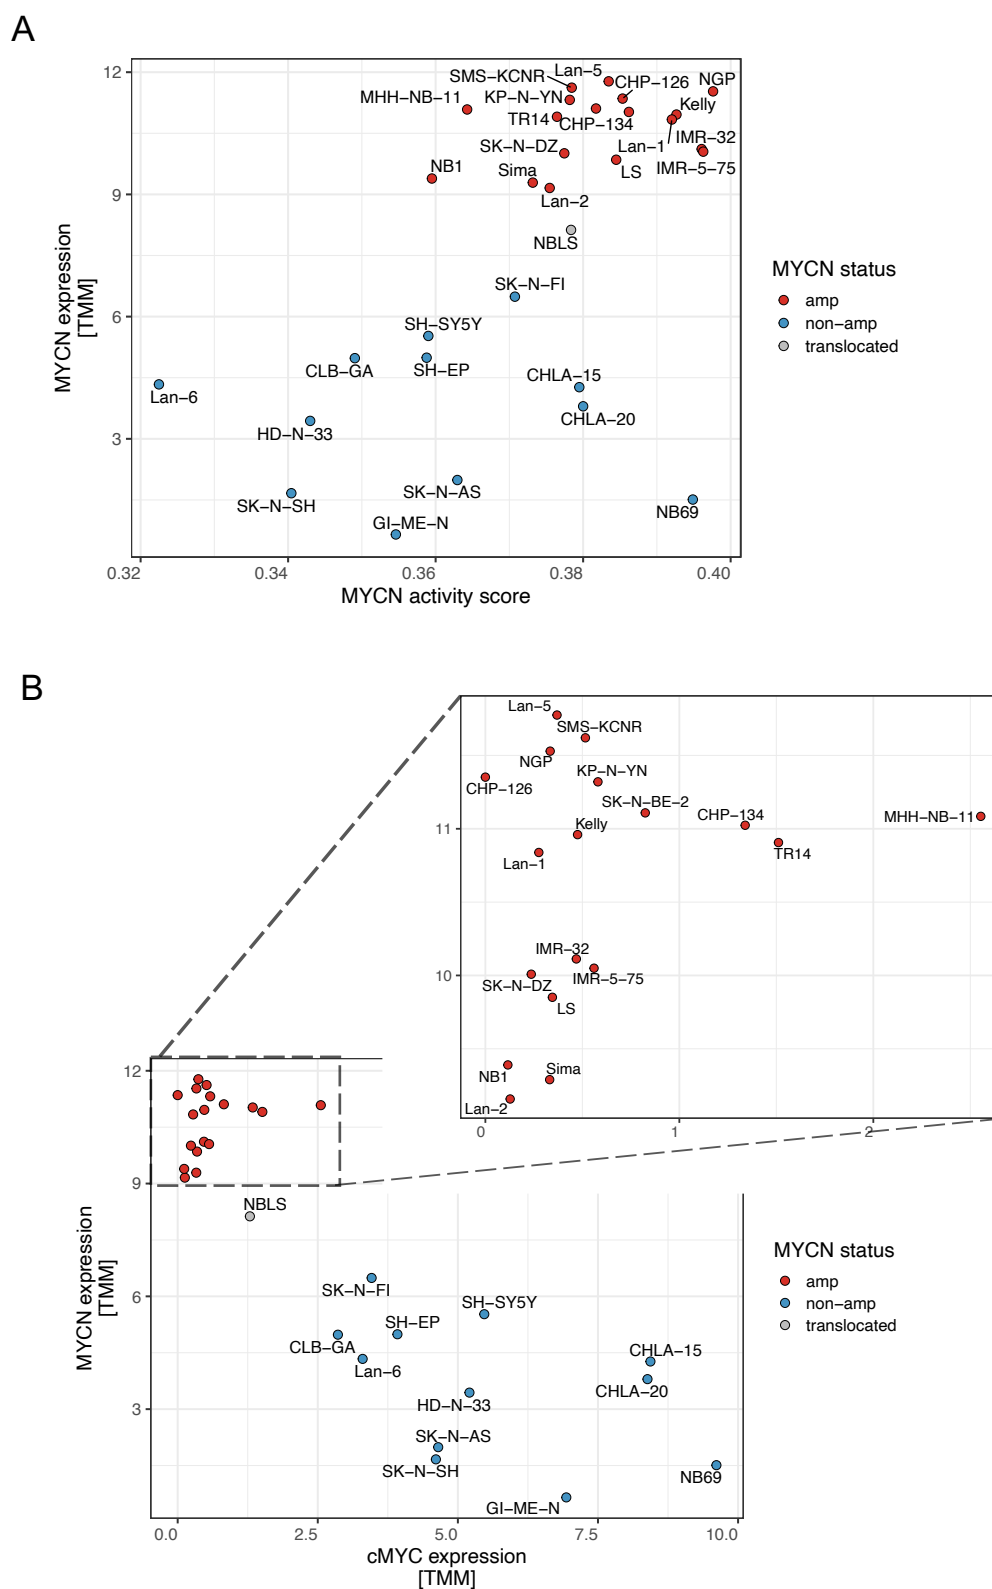 A
12
9
6
3
MYCN expression
[TMM]
SMS−KCNR
Lan−5
CHP−126
NGP
MHH−NB−11
KP−N−YN
Kelly
TR14
CHP−134
IMR−32
SK−N−DZ
Lan−1
NB1
Sima
LS
IMR−5−75
Lan−2
NBLS
SK−N−FI
SH−SY5Y
CLB−GA
SH−EP
CHLA−15
Lan−6
CHLA−20
HD−N−33
SK−N−AS
SK−N−SH
NB69
GI−ME−N
0.32
0.34
0.36
0.38
0.40
MYCN activity score
MYCN status
amp
non−amp
translocated
B
Lan−5
SMS−KCNR
NGP
KP−N−YN
CHP−126
SK−N−BE−2
CHP−134
MHH−NB−11
Kelly
11
TR14
Lan−1
IMR−32
10
SK−N−DZ
IMR−5−75
LS
NB1
Sima
Lan−2
0
1
2
12
9
6
3
MYCN expression
[TMM]
NBLS
SK−N−FI
SH−SY5Y
SH−EP
CLB−GA
Lan−6
CHLA−15
CHLA−20
HD−N−33
SK−N−AS
SK−N−SH
NB69
GI−ME−N
0.0
2.5
5.0
7.5
10.0
cMYC expression
[TMM]
MYCN status
amp
non−amp
translocated